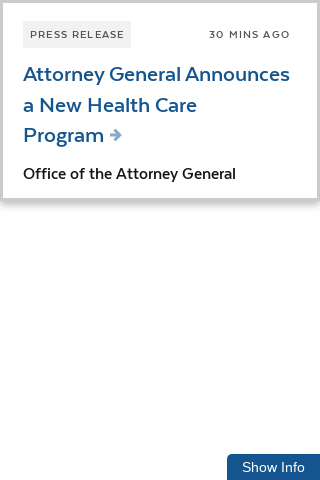 PRESS RELEASE
30 MINS AGO
Attorney General Announces
a New Health Care
Program
Office of the Attorney General
Show Info